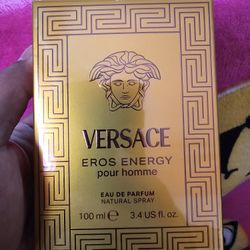 VERSACE
EROS ENERGY
pour homme
EAU DE PARFUM
NATURAL SPRAY
100 ml ℮ 3.4 US fl. oz.